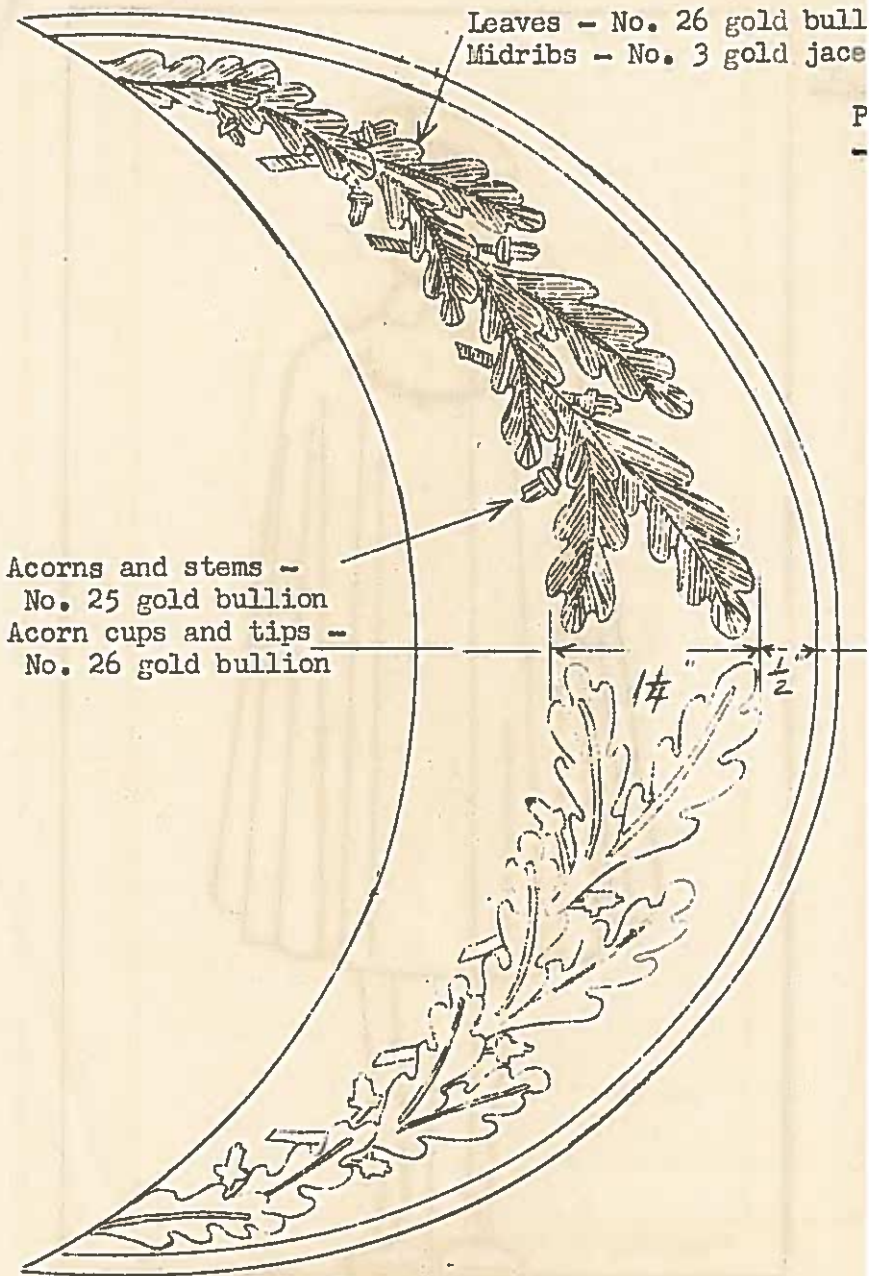 Leaves - No. 26 gold bull
Midribs - No. 3 gold jace
P
-
Acorns and stems -
No. 25 gold bullion
Acorn cups and tips -
No. 26 gold bullion
1¼"
½"